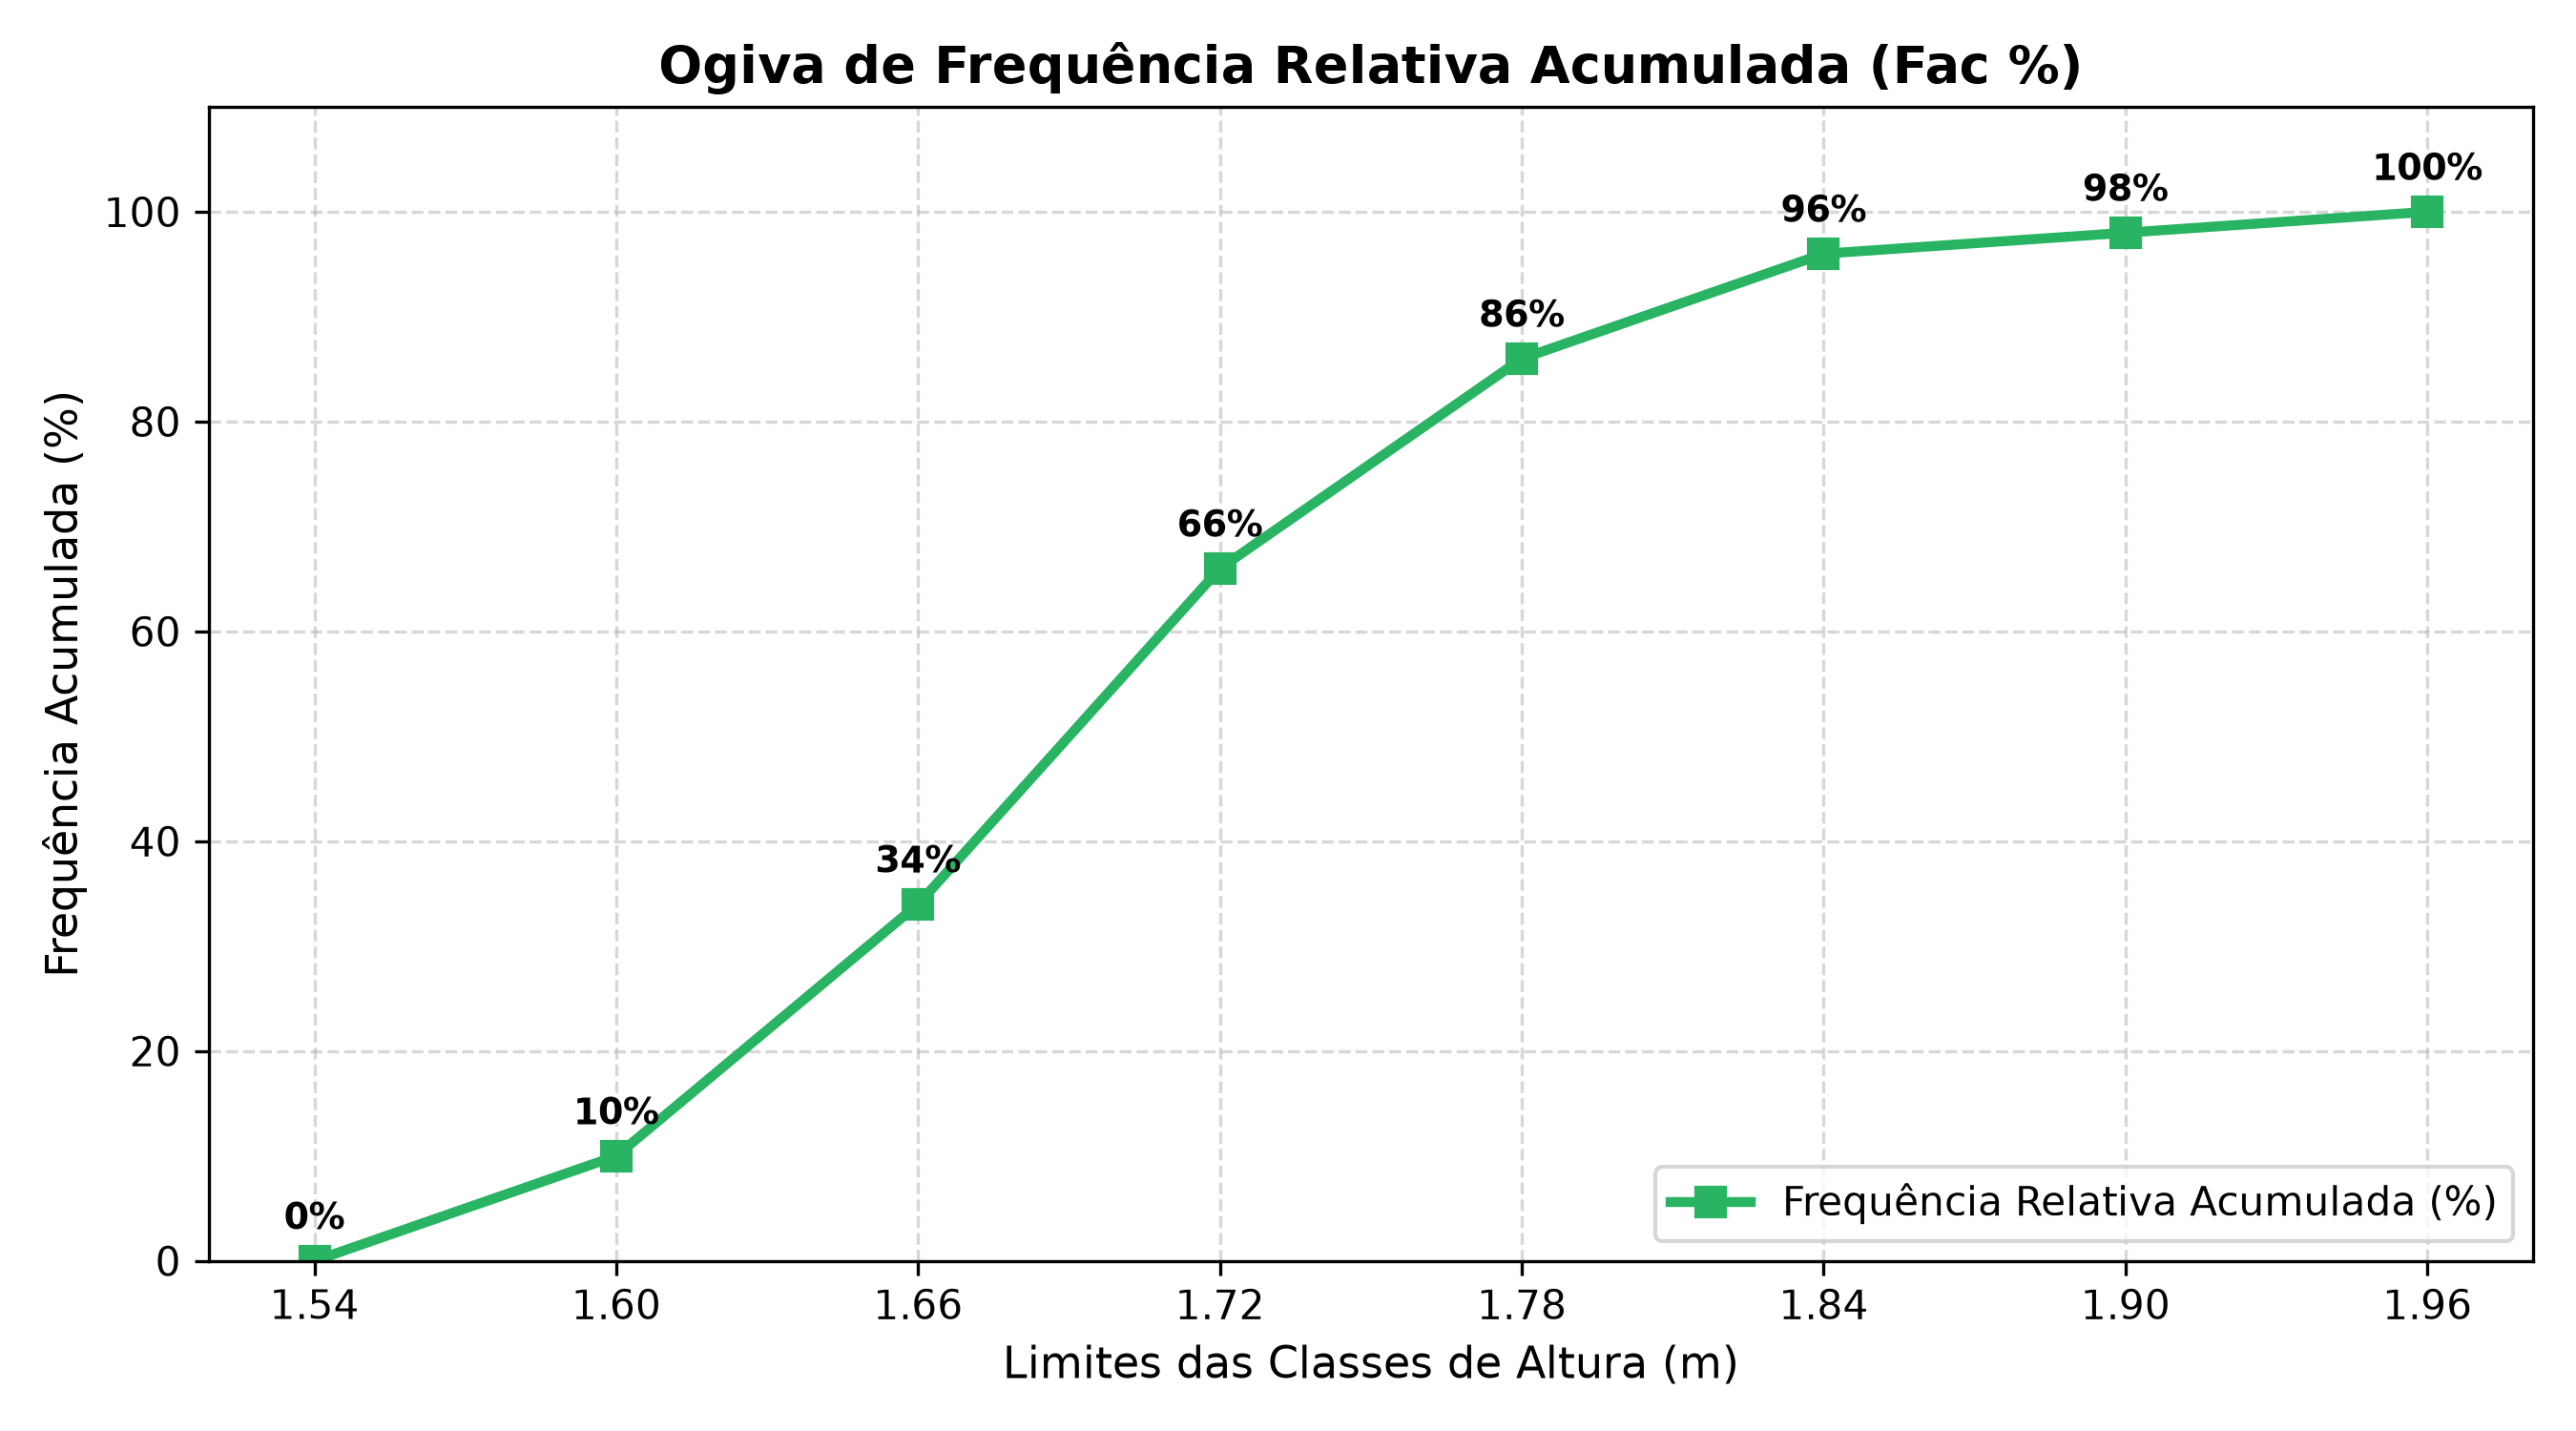 Ogiva de Frequência Relativa Acumulada (Fac %)
Frequência Acumulada (%)
100
80
60
40
20
0
0%
10%
34%
66%
86%
96%
98%
100%
Frequência Relativa Acumulada (%)
1.54 1.60 1.66 1.72 1.78 1.84 1.90 1.96
Limites das Classes de Altura (m)